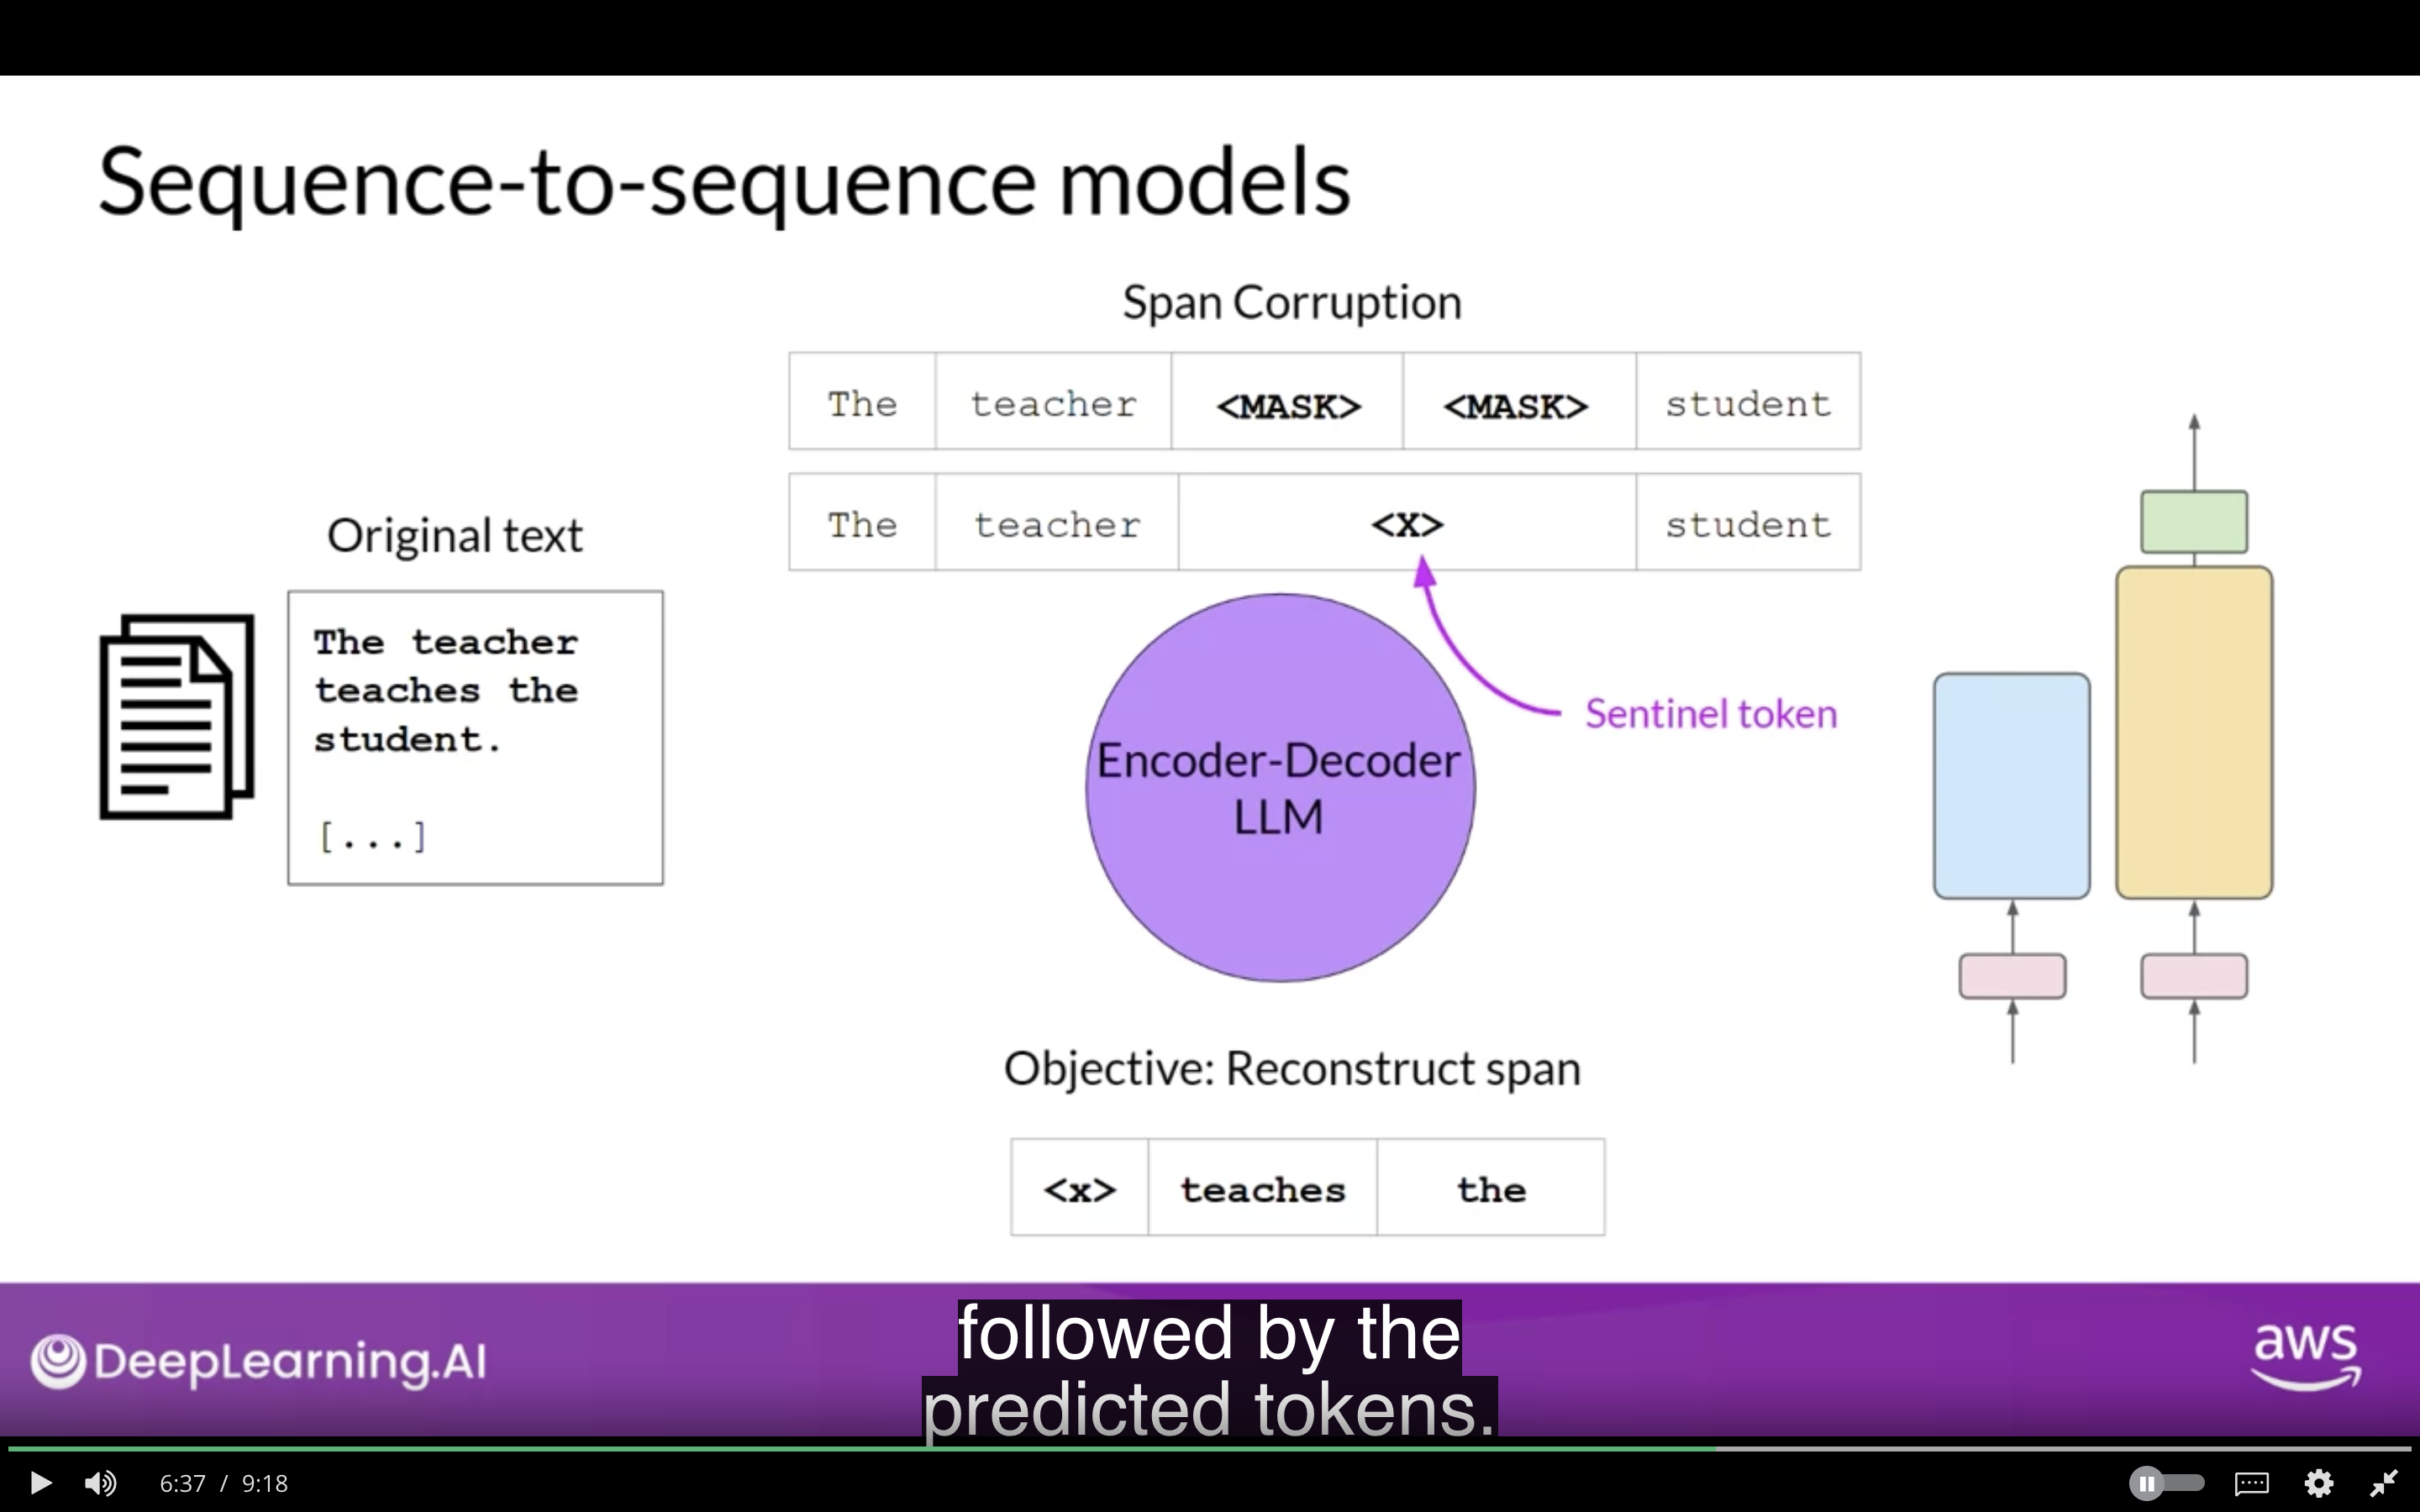 Sequence-to-sequence models
Span Corruption
The teacher <MASK> <MASK> student
The teacher <X> student
Original text
The teacher
teaches the
student.
[...]
Sentinel token
Encoder-Decoder
LLM
Objective: Reconstruct span
<x> teaches the
DeepLearning.AI
followed by the
predicted tokens.
aws
6:37 / 9:18